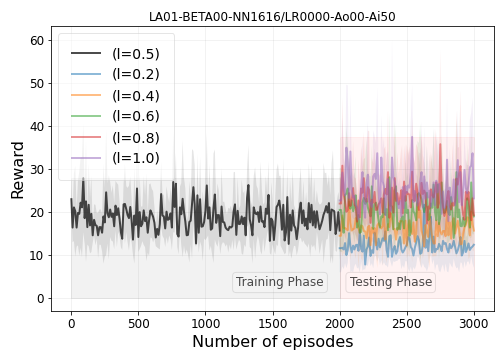 LA01-BETA00-NN1616/LR0000-Ao00-Ai50
60
50
40
30
20
10
0
Reward
(l=0.5)
(l=0.2)
(l=0.4)
(l=0.6)
(l=0.8)
(l=1.0)
Training Phase
Testing Phase
0
500
1000
1500
2000
2500
3000
Number of episodes